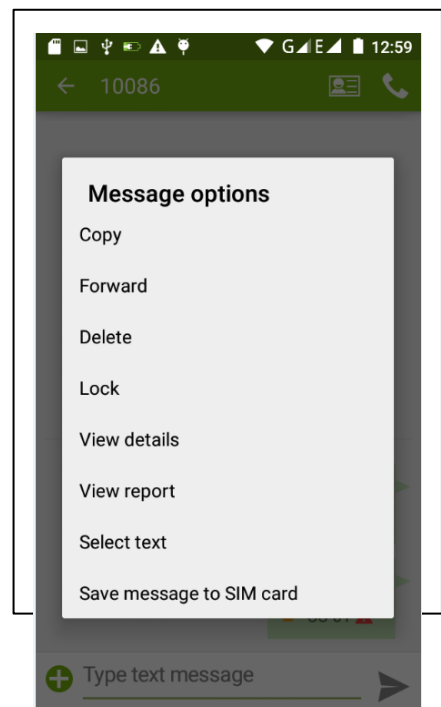 G E 12:59
10086
Message options
Copy
Forward
Delete
Lock
View details
View report
Select text
Save message to SIM card
Type text message